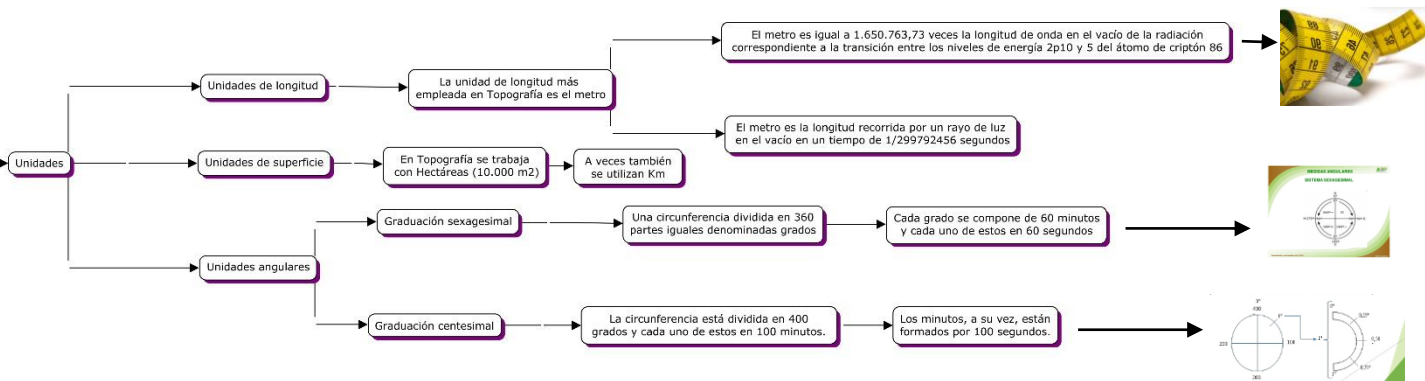 El metro es igual a 1.650.763,73 veces la longitud de onda en el vacío de la radiación
correspondiente a la transición entre los niveles de energía 2p10 y 5 del átomo de criptón 86
Unidades de longitud
La unidad de longitud más
empleada en Topografía es el metro
El metro es la longitud recorrida por un rayo de luz
en el vacío en un tiempo de 1/299792456 segundos
Unidades
Unidades de superficie
En Topografía se trabaja
con Hectáreas (10.000 m2)
A veces también
se utilizan Km
Graduación sexagesimal
Una circunferencia dividida en 360
partes iguales denominadas grados
Cada grado se compone de 60 minutos
y cada uno de estos en 60 segundos
MEDIDAS ANGULARES
SISTEMA SEXAGESIMAL
Unidades angulares
Graduación centesimal
La circunferencia está dividida en 400
grados y cada uno de estos en 100 minutos.
Los minutos, a su vez, están
formados por 100 segundos.
400
100